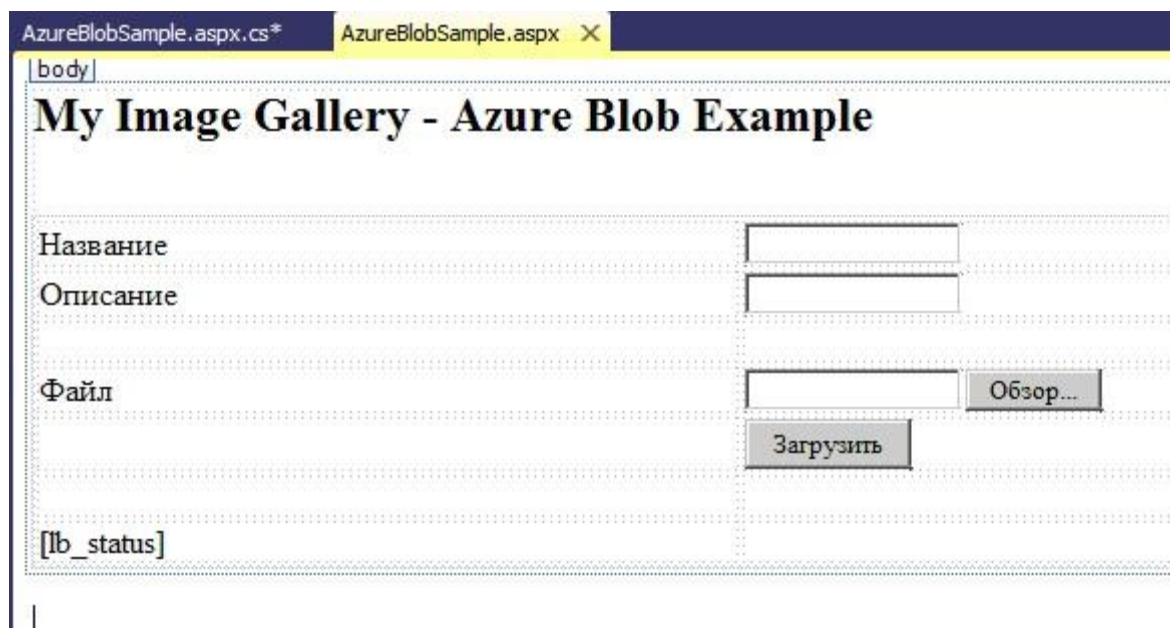 AzureBlobSample.aspx.cs* AzureBlobSample.aspx
body
My Image Gallery - Azure Blob Example
Название
Описание
Файл Обзор...
Загрузить
[lb_status]